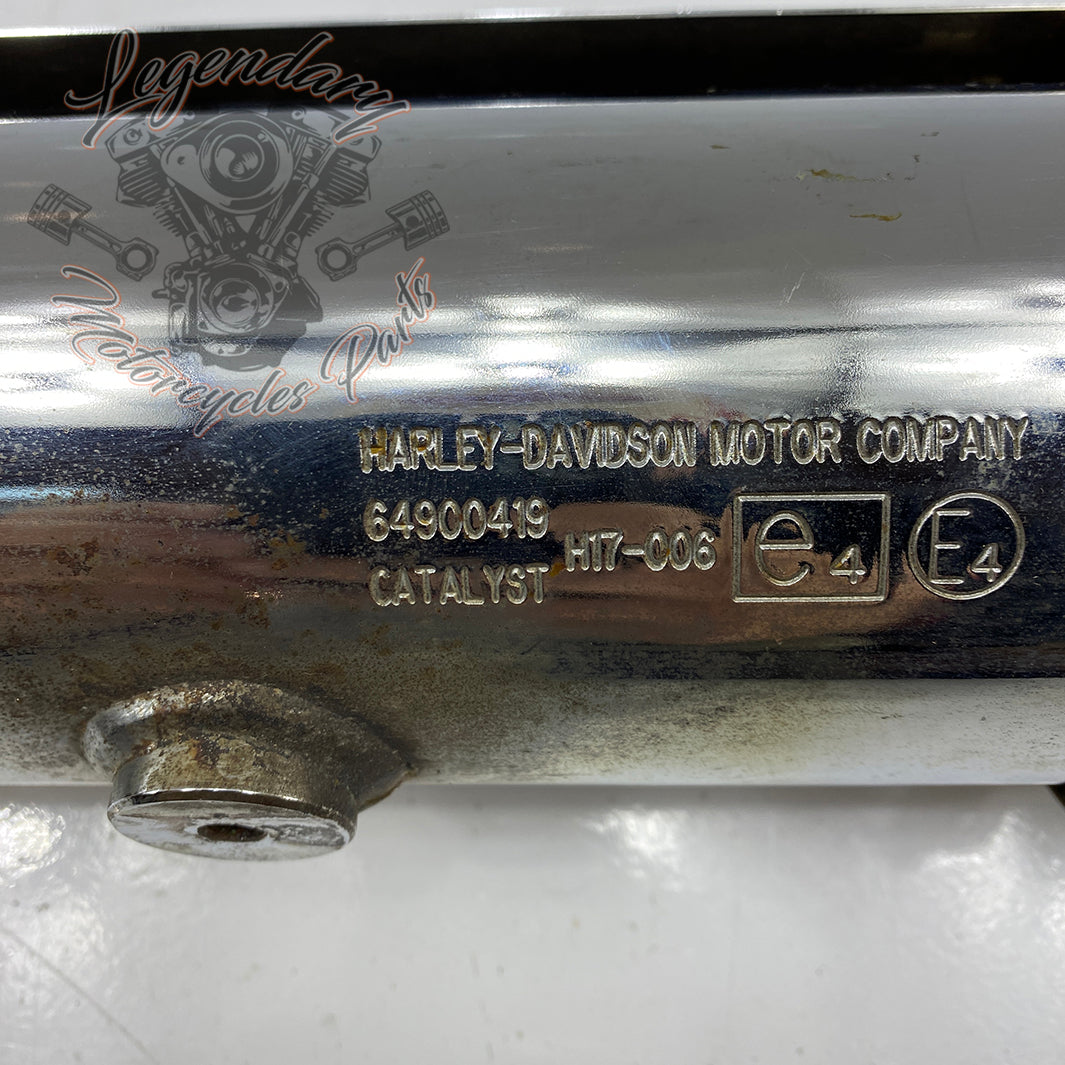 Legendary
Motorcycles Parts
HARLEY-DAVIDSON MOTOR COMPANY
64900419 H17-006 e4 E4
CATALYST